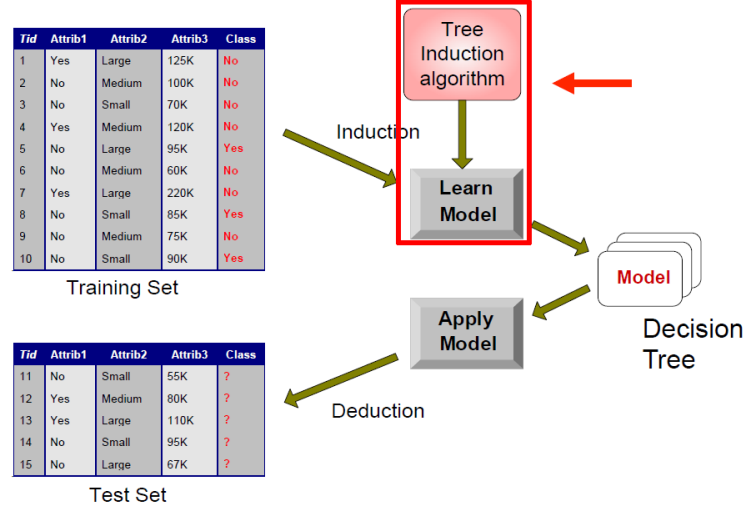 Tid Attrib1 Attrib2 Attrib3 Class
1 Yes Large 125K No
2 No Medium 100K No
3 No Small 70K No
4 Yes Medium 120K No
5 No Large 95K Yes
6 No Medium 60K No
7 Yes Large 220K No
8 No Small 85K Yes
9 No Medium 75K No
10 No Small 90K Yes
Training Set
Tree
Induction
algorithm
Induction
Learn
Model
Model
Decision
Tree
Apply
Model
Deduction
Tid Attrib1 Attrib2 Attrib3 Class
11 No Small 55K ?
12 Yes Medium 80K ?
13 Yes Large 110K ?
14 No Small 95K ?
15 No Large 67K ?
Test Set